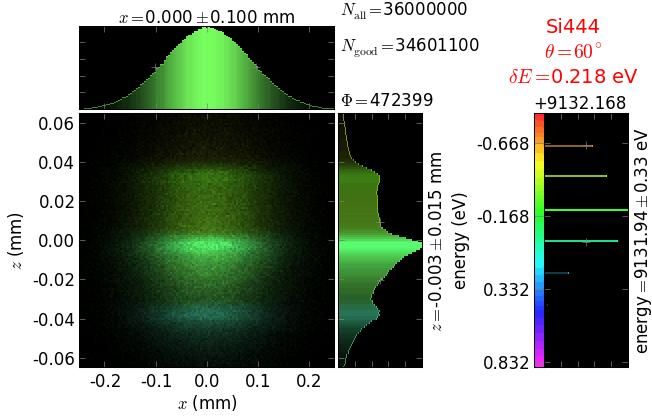 x=0.000±0.100 mm
N_all=36000000
N_good=34601100
Φ=472399
Si444
θ=60°
δE=0.218 eV
+9132.168
0.06
0.04
0.02
0.00
-0.02
-0.04
-0.06
z (mm)
-0.2
-0.1
0.0
0.1
0.2
x (mm)
z=-0.003±0.015 mm
energy (eV)
-0.668
-0.168
0.332
0.832
energy=9131.94±0.33 eV